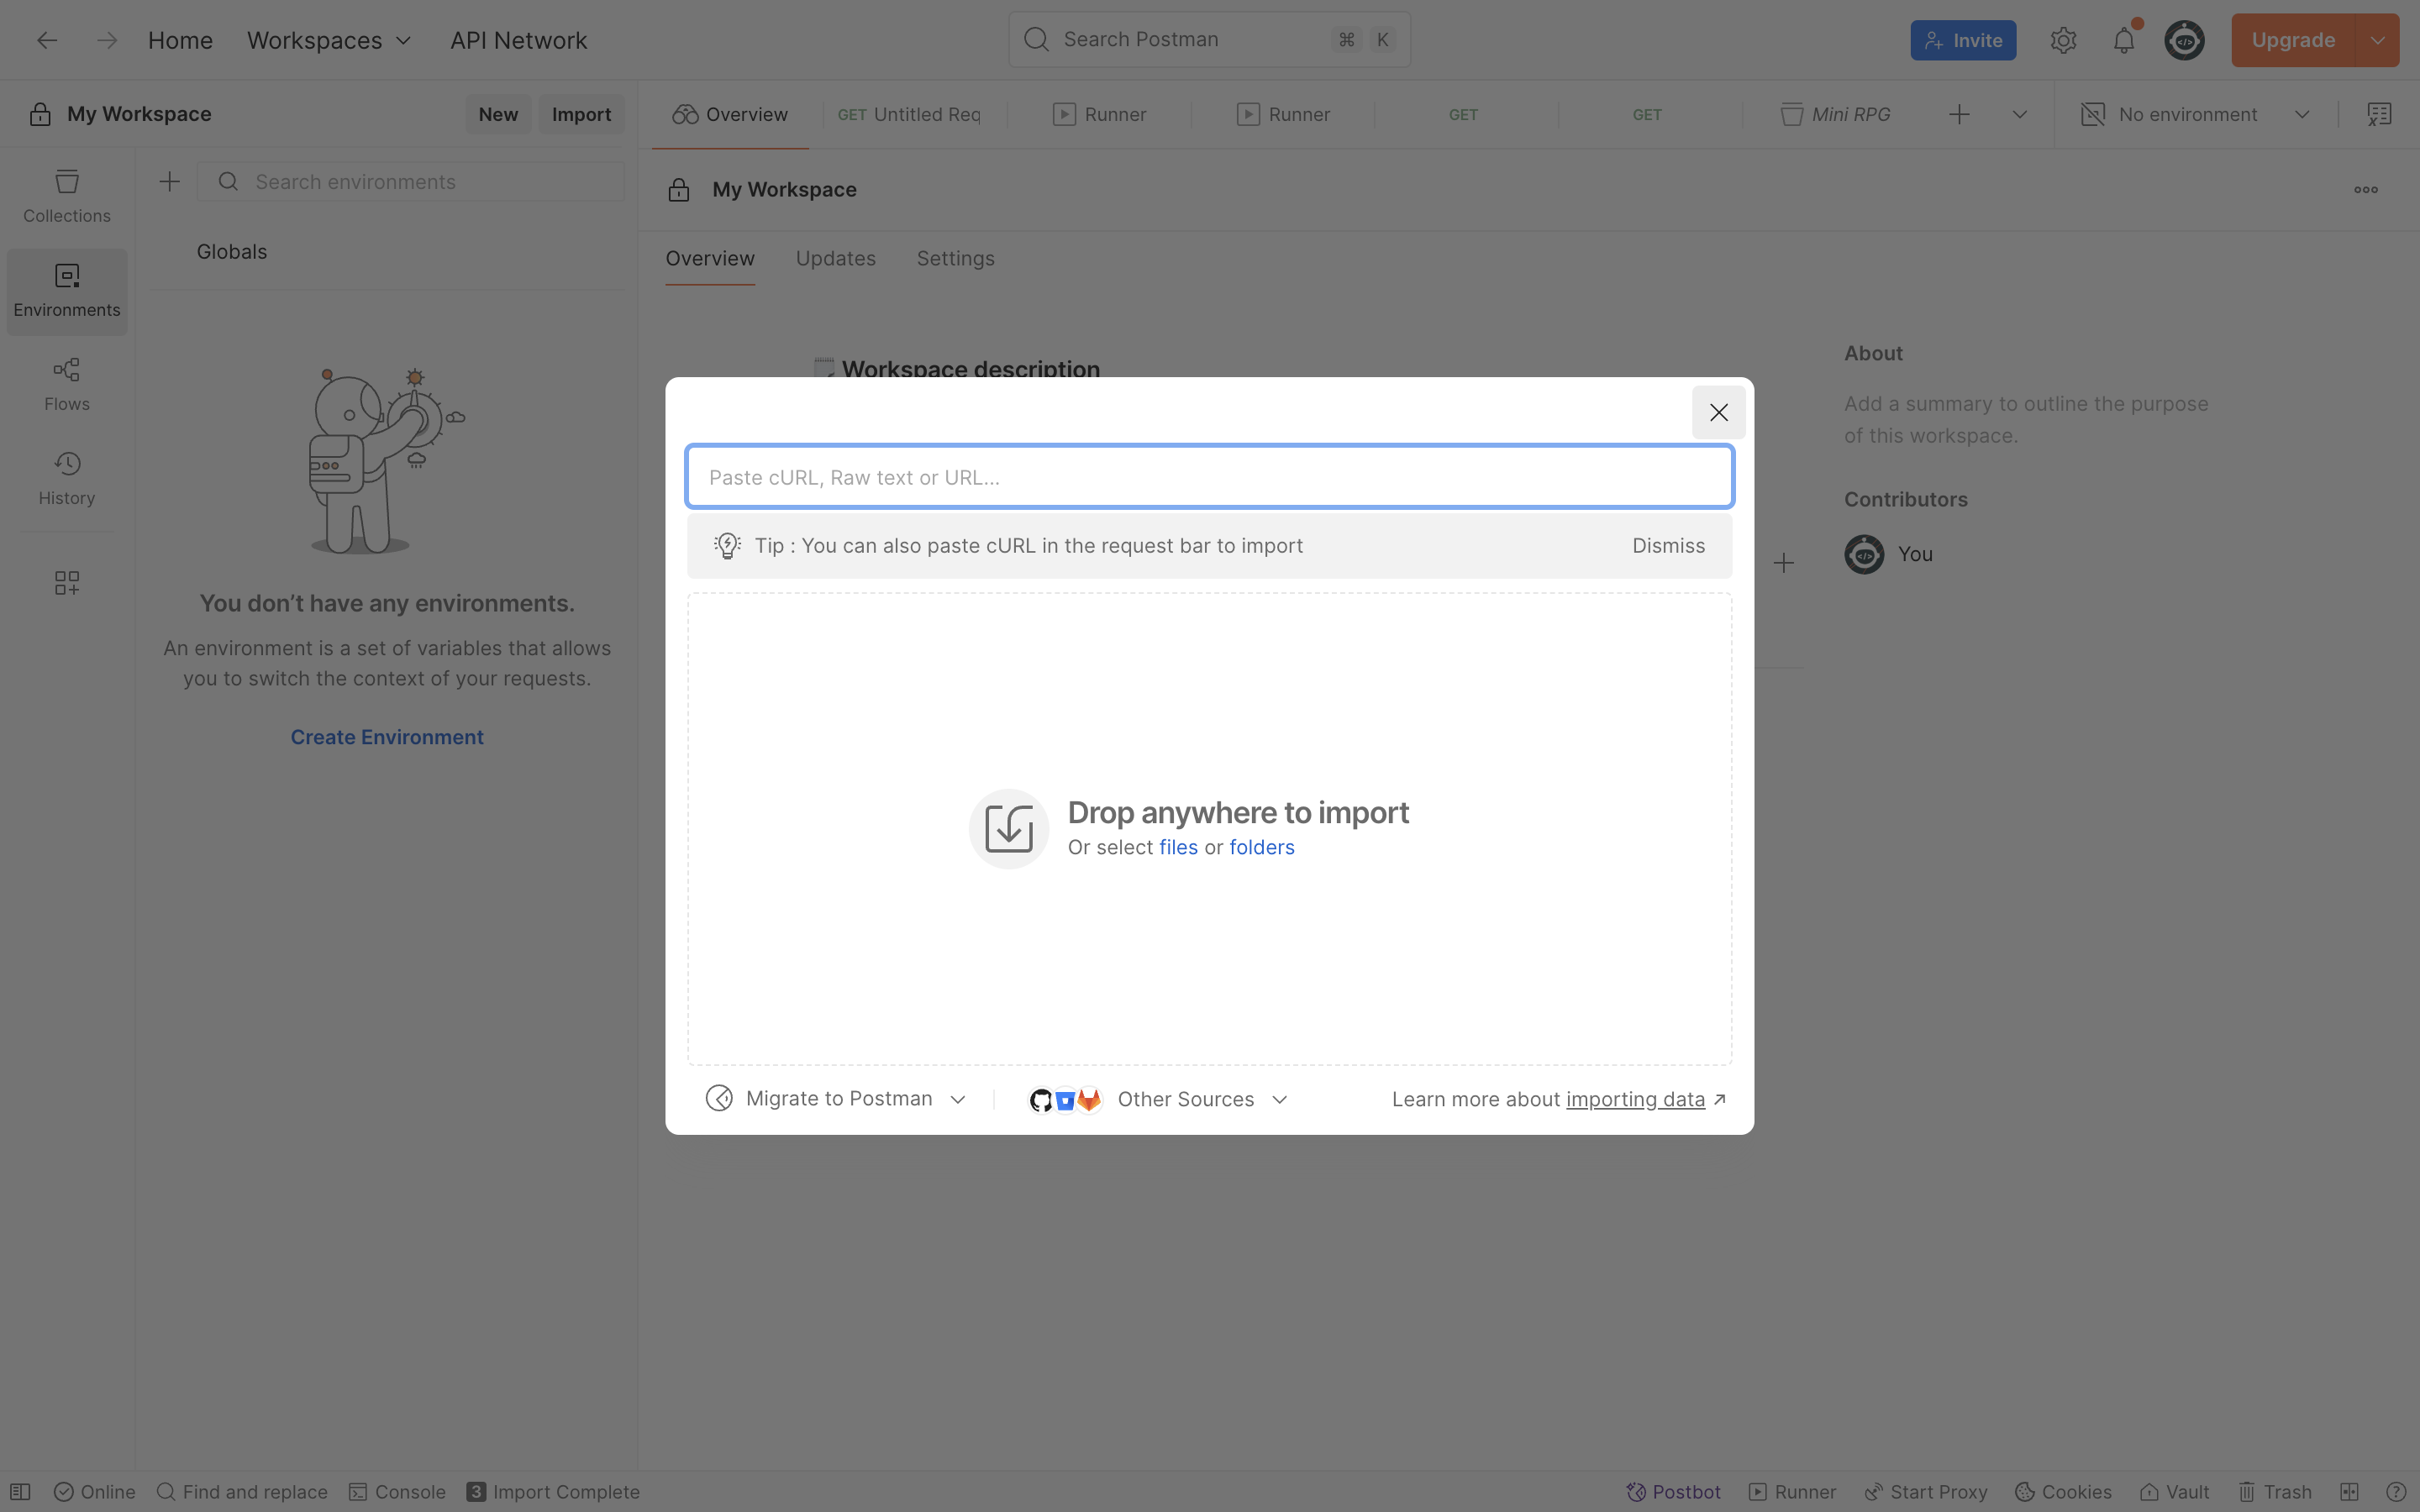 Home Workspaces API Network Search Postman ⌘ K Invite Upgrade
My Workspace New Import
Overview GET Untitled Req Runner Runner GET GET Mini RPG No environment
Collections
Environments
Flows
History
Search environments
Globals
You don’t have any environments.
An environment is a set of variables that allows
you to switch the context of your requests.
Create Environment
My Workspace
Overview Updates Settings
Workspace description
About
Add a summary to outline the purpose
of this workspace.
Contributors
You
Paste cURL, Raw text or URL...
Tip : You can also paste cURL in the request bar to import Dismiss
Drop anywhere to import
Or select files or folders
Migrate to Postman Other Sources Learn more about importing data
Online Find and replace Console 3 Import Complete Postbot Runner Start Proxy Cookies Vault Trash